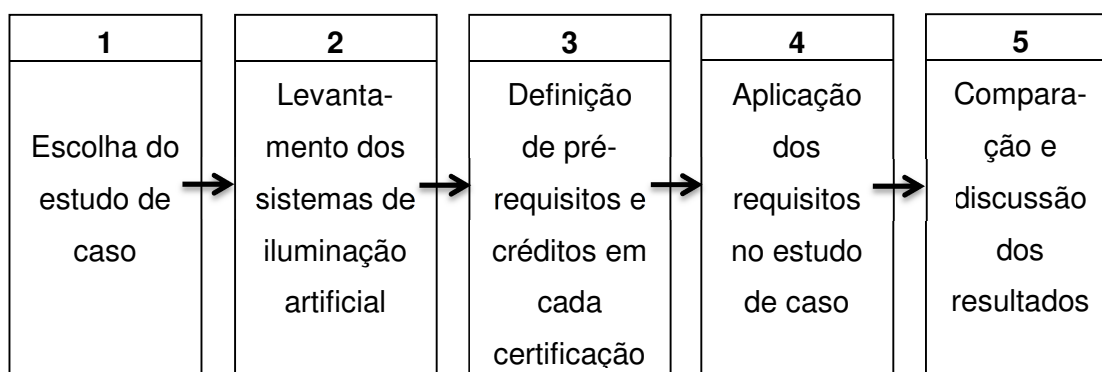 1
Escolha do
estudo de
caso
2
Levanta-
mento dos
sistemas de
iluminação
artificial
3
Definição
de pré-
requisitos e
créditos em
cada
certificação
4
Aplicação
dos
requisitos
no estudo
de caso
5
Compara-
ção e
discussão
dos
resultados